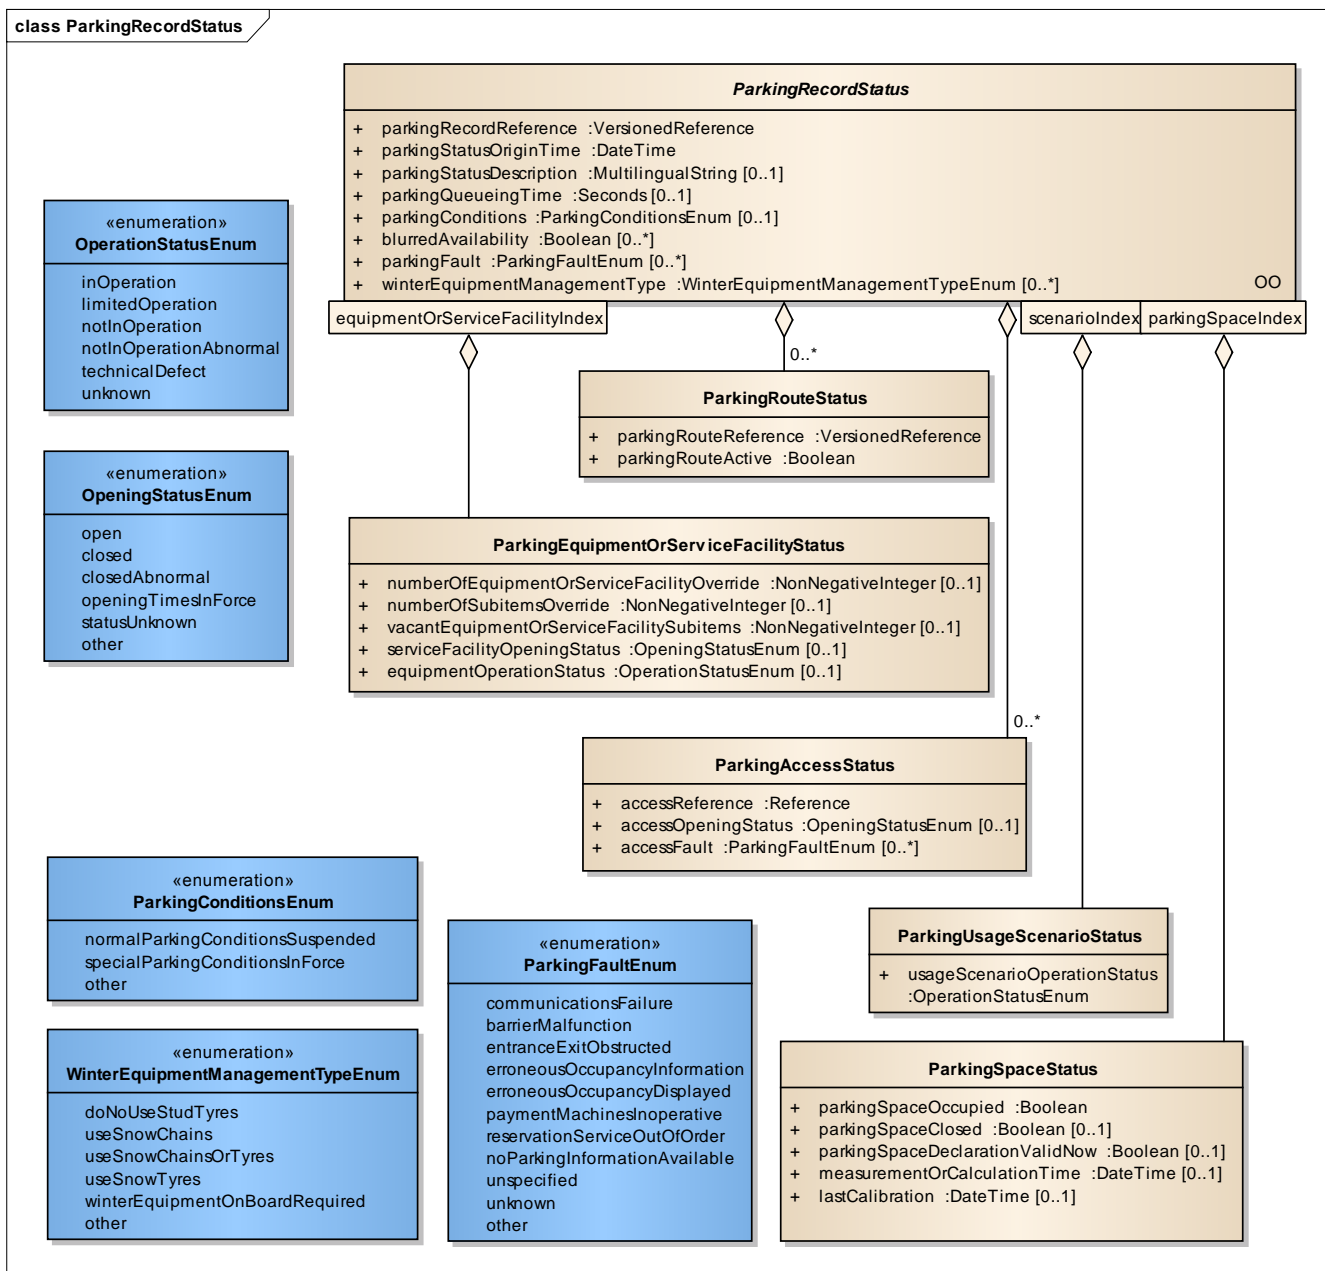 class ParkingRecordStatus
ParkingRecordStatus
+ parkingRecordReference :VersionedReference
+ parkingStatusOriginTime :DateTime
+ parkingStatusDescription :MultilingualString [0..1]
+ parkingQueueingTime :Seconds [0..1]
+ parkingConditions :ParkingConditionsEnum [0..1]
+ blurredAvailability :Boolean [0..*]
+ parkingFault :ParkingFaultEnum [0..*]
+ winterEquipmentManagementType :WinterEquipmentManagementTypeEnum [0..*]
OO
equipmentOrServiceFacilityIndex
scenarioIndex
parkingSpaceIndex
«enumeration»
OperationStatusEnum
inOperation
limitedOperation
notInOperation
notInOperationAbnormal
technicalDefect
unknown
0..*
ParkingRouteStatus
+ parkingRouteReference :VersionedReference
+ parkingRouteActive :Boolean
«enumeration»
OpeningStatusEnum
open
closed
closedAbnormal
openingTimesInForce
statusUnknown
other
ParkingEquipmentOrServiceFacilityStatus
+ numberOfEquipmentOrServiceFacilityOverride :NonNegativeInteger [0..1]
+ numberOfSubitemsOverride :NonNegativeInteger [0..1]
+ vacantEquipmentOrServiceFacilitySubitems :NonNegativeInteger [0..1]
+ serviceFacilityOpeningStatus :OpeningStatusEnum [0..1]
+ equipmentOperationStatus :OperationStatusEnum [0..1]
0..*
ParkingAccessStatus
+ accessReference :Reference
+ accessOpeningStatus :OpeningStatusEnum [0..1]
+ accessFault :ParkingFaultEnum [0..*]
«enumeration»
ParkingConditionsEnum
normalParkingConditionsSuspended
specialParkingConditionsInForce
other
«enumeration»
ParkingFaultEnum
communicationsFailure
barrierMalfunction
entranceExitObstructed
erroneousOccupancyInformation
erroneousOccupancyDisplayed
paymentMachinesInoperative
reservationServiceOutOfOrder
noParkingInformationAvailable
unspecified
unknown
other
ParkingUsageScenarioStatus
+ usageScenarioOperationStatus
:OperationStatusEnum
«enumeration»
WinterEquipmentManagementTypeEnum
doNoUseStudTyres
useSnowChains
useSnowChainsOrTyres
useSnowTyres
winterEquipmentOnBoardRequired
other
ParkingSpaceStatus
+ parkingSpaceOccupied :Boolean
+ parkingSpaceClosed :Boolean [0..1]
+ parkingSpaceDeclarationValidNow :Boolean [0..1]
+ measurementOrCalculationTime :DateTime [0..1]
+ lastCalibration :DateTime [0..1]